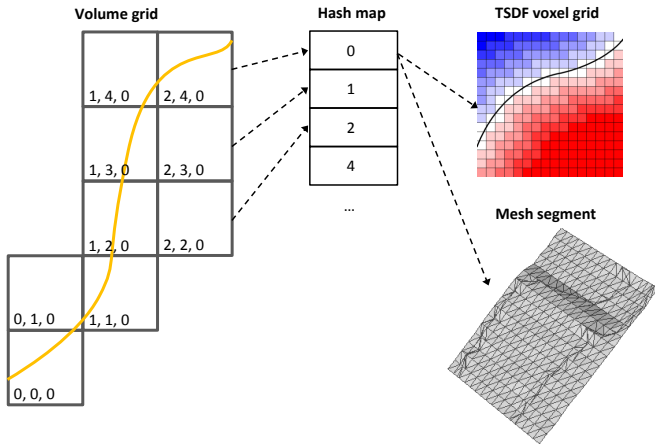 Volume grid
Hash map
TSDF voxel grid
0
1
2
4
...
1, 4, 0
2, 4, 0
1, 3, 0
2, 3, 0
1, 2, 0
2, 2, 0
0, 1, 0
1, 1, 0
0, 0, 0
Mesh segment